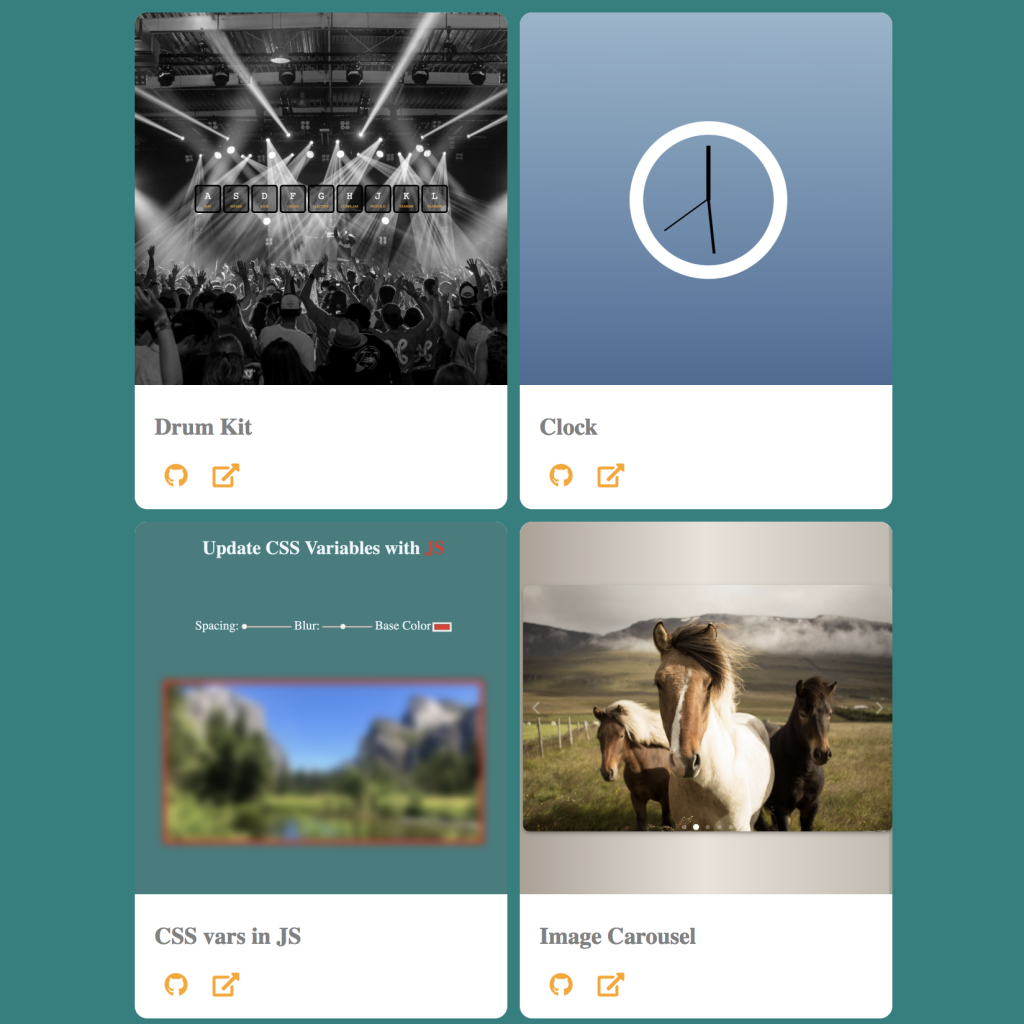 A S D F G H J K L
Drum Kit
Clock
Update CSS Variables with JS
Spacing: Blur: Base Color
CSS vars in JS
Image Carousel